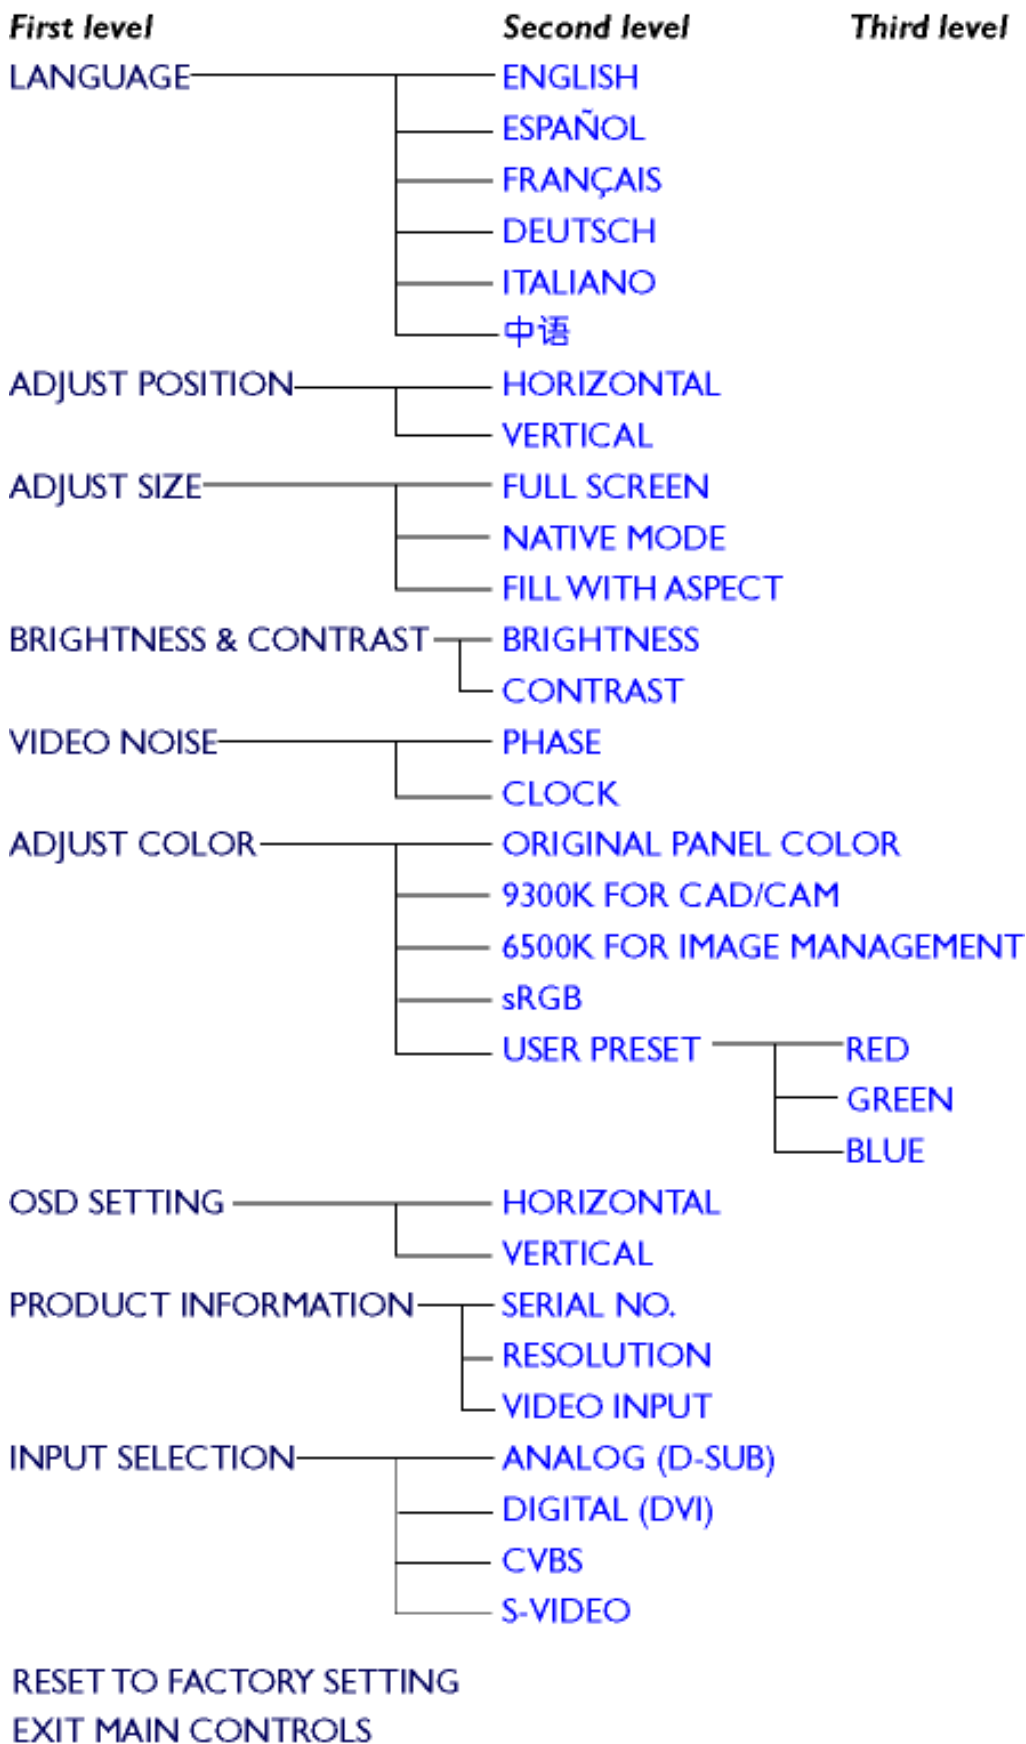 First level Second level Third level
LANGUAGE ENGLISH
ESPAÑOL
FRANÇAIS
DEUTSCH
ITALIANO
中语
ADJUST POSITION HORIZONTAL
VERTICAL
ADJUST SIZE FULL SCREEN
NATIVE MODE
FILL WITH ASPECT
BRIGHTNESS & CONTRAST BRIGHTNESS
CONTRAST
VIDEO NOISE PHASE
CLOCK
ADJUST COLOR ORIGINAL PANEL COLOR
9300K FOR CAD/CAM
6500K FOR IMAGE MANAGEMENT
sRGB
USER PRESET RED
GREEN
BLUE
OSD SETTING HORIZONTAL
VERTICAL
PRODUCT INFORMATION SERIAL NO.
RESOLUTION
VIDEO INPUT
INPUT SELECTION ANALOG (D-SUB)
DIGITAL (DVI)
CVBS
S-VIDEO
RESET TO FACTORY SETTING
EXIT MAIN CONTROLS